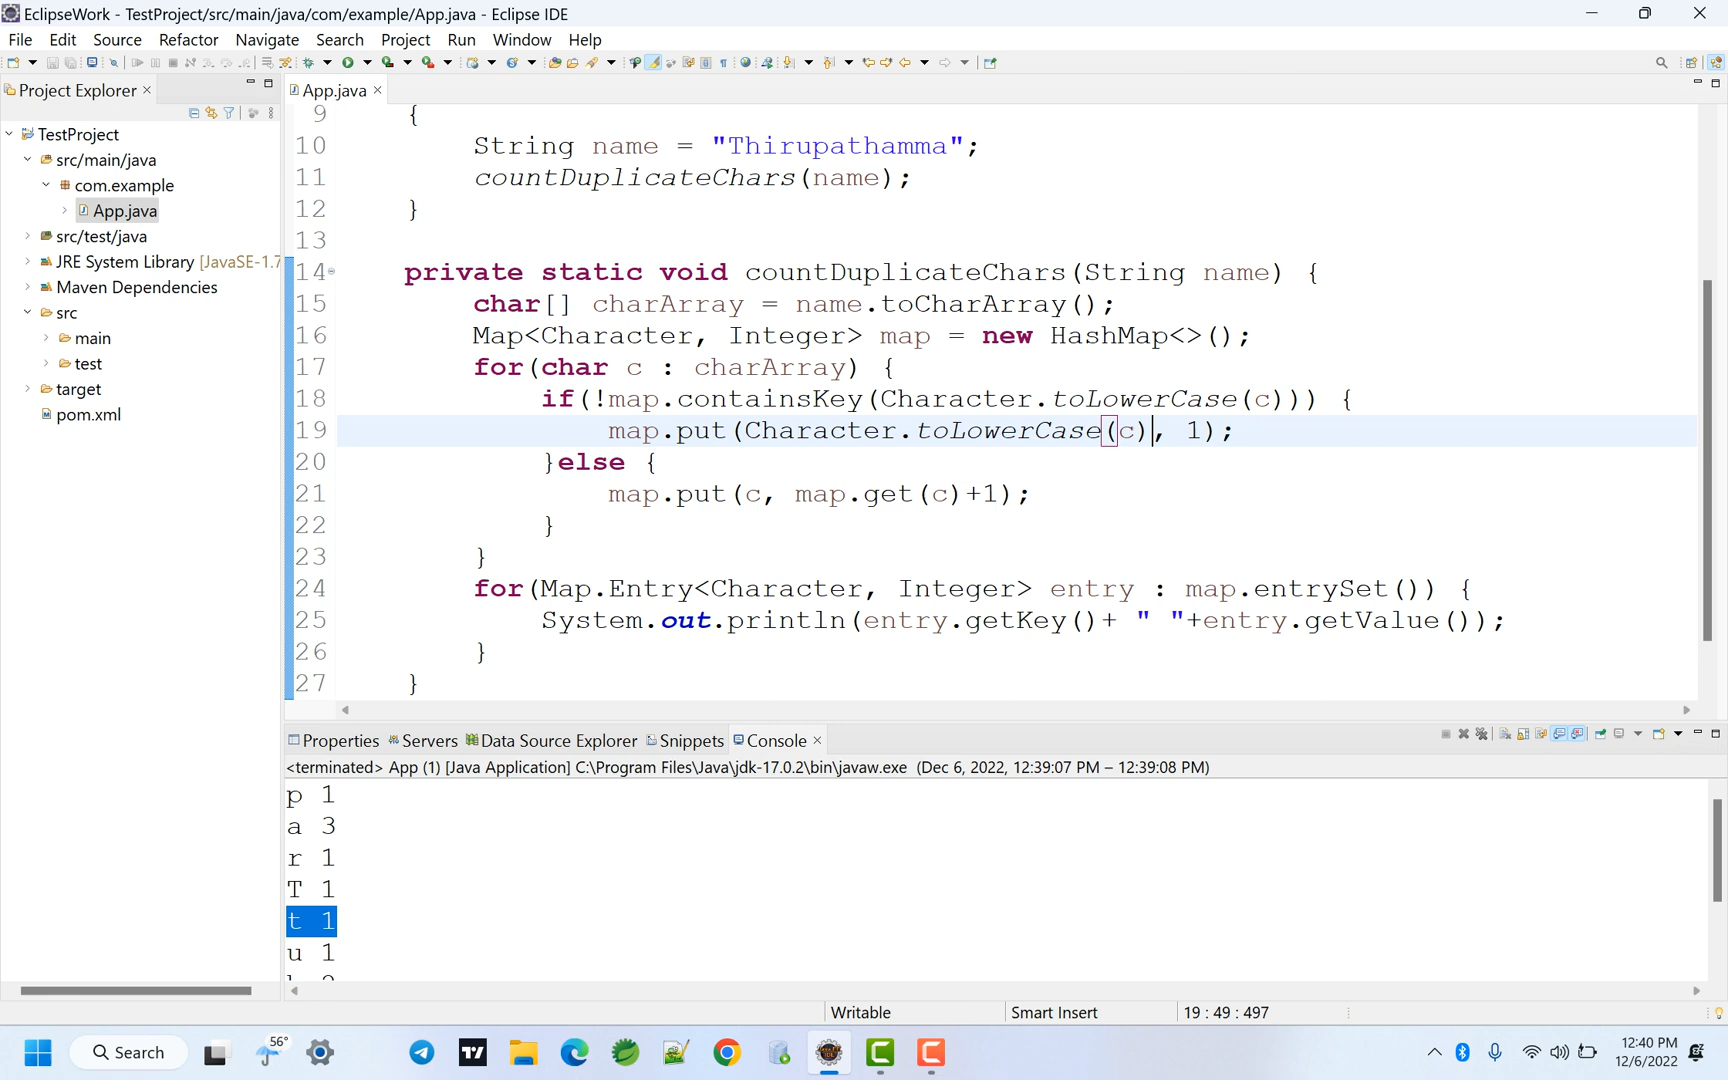 EclipseWork - TestProject/src/main/java/com/example/App.java - Eclipse IDE
File Edit Source Refactor Navigate Search Project Run Window Help
Project Explorer
App.java
TestProject
src/main/java
com.example
App.java
src/test/java
JRE System Library [JavaSE-1.7
Maven Dependencies
src
main
test
target
pom.xml
9 {
10 String name = "Thirupathamma";
11 countDuplicateChars(name);
12 }
13
14 private static void countDuplicateChars(String name) {
15 char[] charArray = name.toCharArray();
16 Map<Character, Integer> map = new HashMap<>();
17 for(char c : charArray) {
18 if(!map.containsKey(Character.toLowerCase(c))) {
19 map.put(Character.toLowerCase(c), 1);
20 }else {
21 map.put(c, map.get(c)+1);
22 }
23 }
24 for(Map.Entry<Character, Integer> entry : map.entrySet()) {
25 System.out.println(entry.getKey()+ " "+entry.getValue());
26 }
27 }
Properties Servers Data Source Explorer Snippets Console
<terminated> App (1) [Java Application] C:\Program Files\Java\jdk-17.0.2\bin\javaw.exe (Dec 6, 2022, 12:39:07 PM – 12:39:08 PM)
p 1
a 3
r 1
T 1
t 1
u 1
Writable Smart Insert 19 : 49 : 497
Search
56°
12:40 PM
12/6/2022